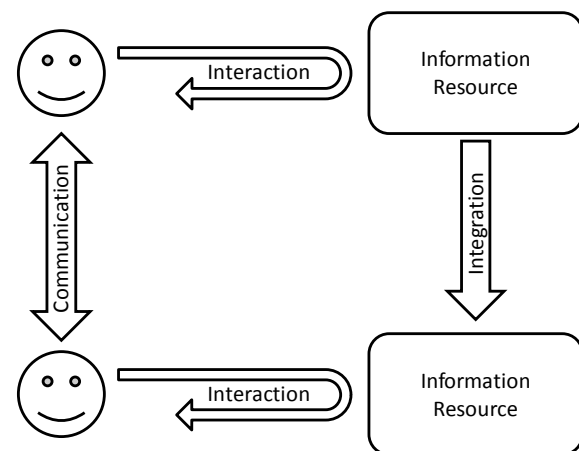 Interaction
Information
Resource
Communication
Integration
Interaction
Information
Resource